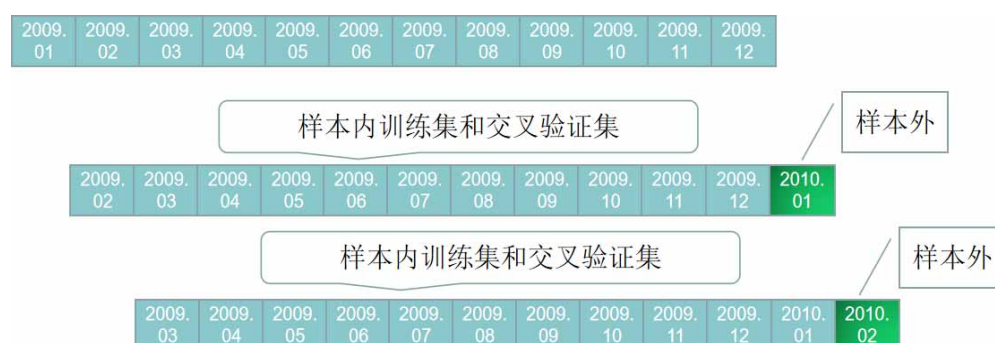 2009. 2009. 2009. 2009. 2009. 2009. 2009. 2009. 2009. 2009. 2009. 2009.
01 02 03 04 05 06 07 08 09 10 11 12
样本内训练集和交叉验证集
样本外
2009. 2009. 2009. 2009. 2009. 2009. 2009. 2009. 2009. 2009. 2009. 2010.
02 03 04 05 06 07 08 09 10 11 12 01
样本内训练集和交叉验证集
样本外
2009. 2009. 2009. 2009. 2009. 2009. 2009. 2009. 2009. 2009. 2010. 2010.
03 04 05 06 07 08 09 10 11 12 01 02